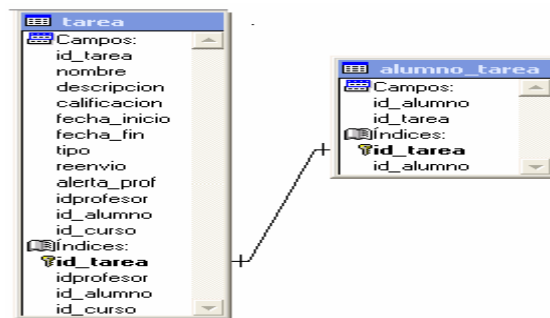 tarea
Campos:
id_tarea
nombre
descripcion
calificacion
fecha_inicio
fecha_fin
tipo
reenvio
alerta_prof
idprofesor
id_alumno
id_curso
Índices:
id_tarea
idprofesor
id_alumno
id_curso
alumno_tarea
Campos:
id_alumno
id_tarea
Índices:
id_tarea
id_alumno